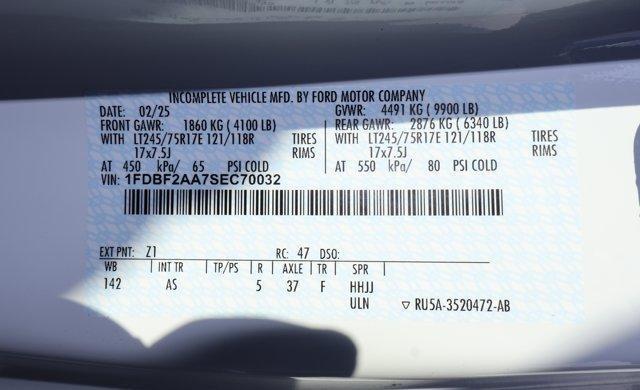 INCOMPLETE VEHICLE MFD. BY FORD MOTOR COMPANY
DATE: 02/25 GVWR: 4491 KG ( 9900 LB)
FRONT GAWR: 1860 KG ( 4100 LB) REAR GAWR: 2876 KG ( 6340 LB)
WITH LT245/75R17E 121/118R TIRES WITH LT245/75R17E 121/118R TIRES
17x7.5J RIMS 17x7.5J RIMS
AT 450 kPa/ 65 PSI COLD AT 550 kPa/ 80 PSI COLD
VIN: 1FDBF2AA7SEC70032
EXT PNT: Z1 RC: 47 DSO:
WB INT TR TP/PS R AXLE TR SPR
142 AS 5 37 F HHJJ
ULN ▽ RU5A-3520472-AB